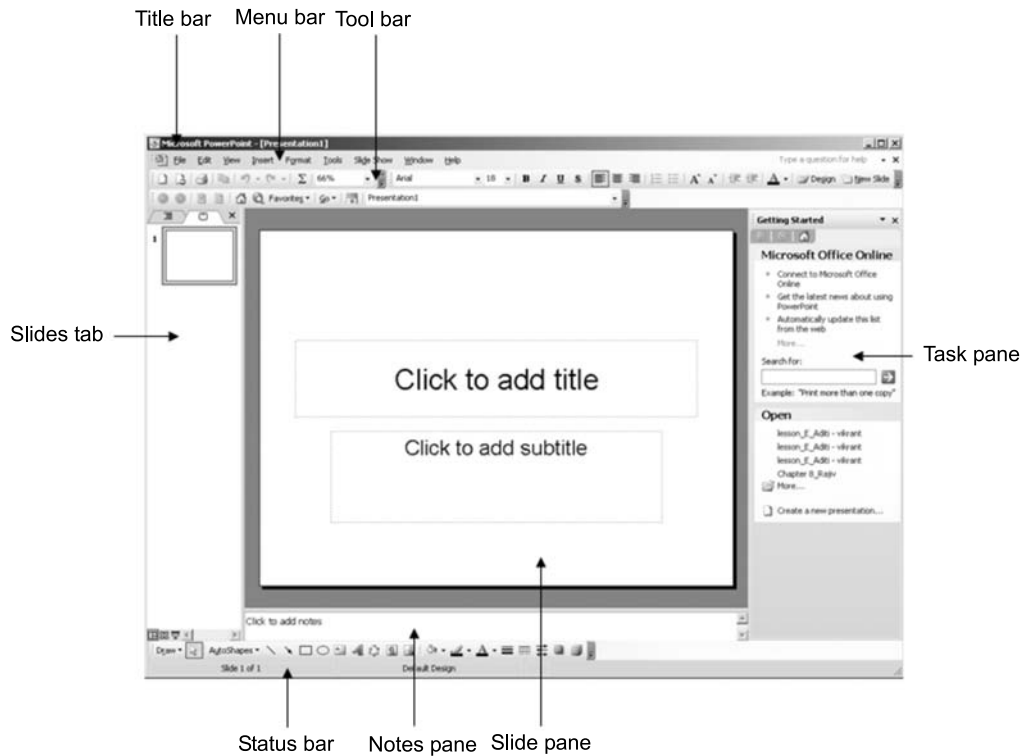 Title bar Menu bar Tool bar
Microsoft PowerPoint - [Presentation1]
File Edit View Insert Format Tools Slide Show Window Help Type a question for help
66% Arial 18 B I U S A A A Design New Slide
Favorites Go Presentation1
Getting Started
1
Microsoft Office Online
Connect to Microsoft Office
Online
Get the latest news about using
PowerPoint
Automatically update this list
from the web
More...
Slides tab
Task pane
Search for:
Example: "Print more than one copy"
Click to add title
Open
Click to add subtitle
lesson_E_Aditi - vikrant
lesson_E_Aditi - vikrant
lesson_E_Aditi - vikrant
Chapter 8_Rajiv
More...
Create a new presentation...
Click to add notes
Draw AutoShapes A
Slide 1 of 1 Default Design
Status bar Notes pane Slide pane